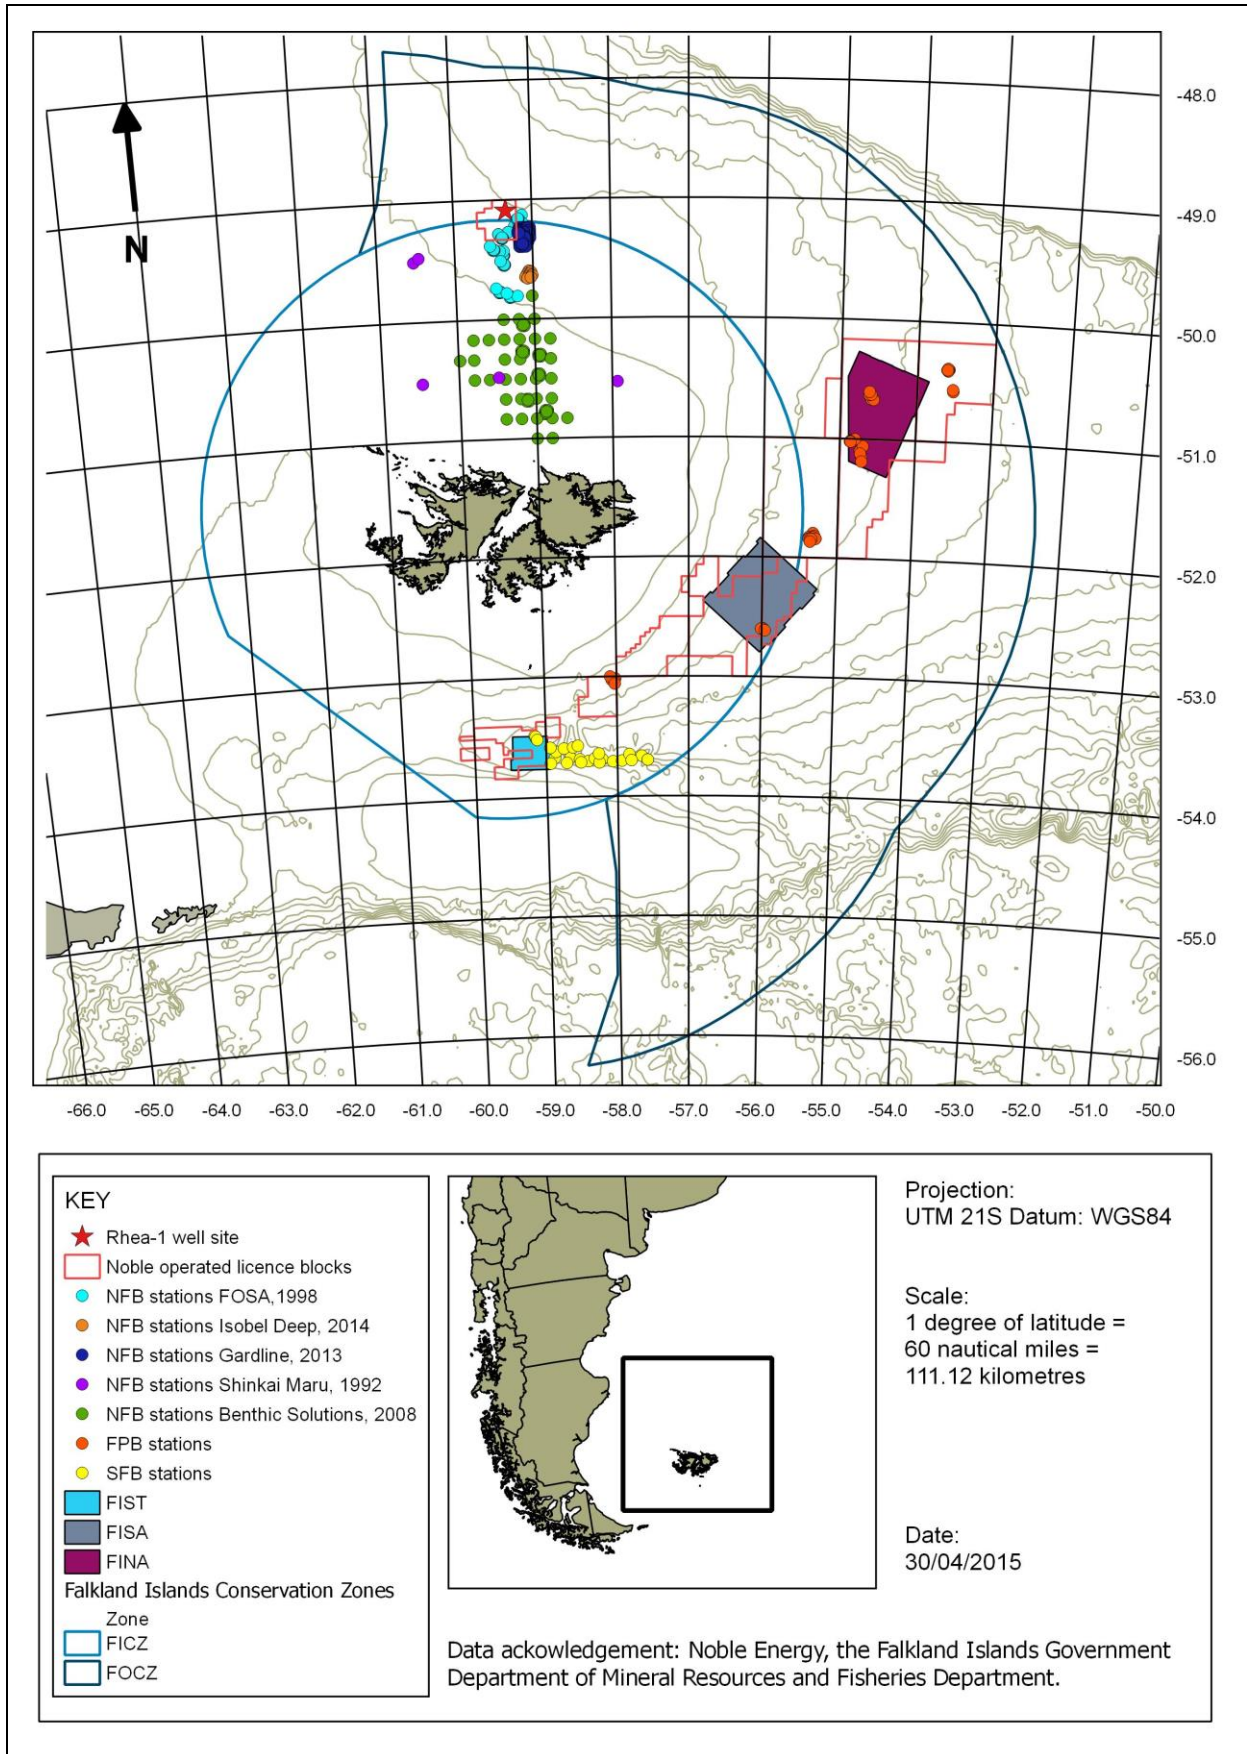 -48.0
-49.0
-50.0
-51.0
-52.0
-53.0
-54.0
-55.0
-56.0
N
-66.0 -65.0 -64.0 -63.0 -62.0 -61.0 -60.0 -59.0 -58.0 -57.0 -56.0 -55.0 -54.0 -53.0 -52.0 -51.0 -50.0
KEY
Rhea-1 well site
Noble operated licence blocks
NFB stations FOSA,1998
NFB stations Isobel Deep, 2014
NFB stations Gardline, 2013
NFB stations Shinkai Maru, 1992
NFB stations Benthic Solutions, 2008
FPB stations
SFB stations
FIST
FISA
FINA
Falkland Islands Conservation Zones
Zone
FICZ
FOCZ
Projection:
UTM 21S Datum: WGS84
Scale:
1 degree of latitude =
60 nautical miles =
111.12 kilometres
Date:
30/04/2015
Data ackowledgement: Noble Energy, the Falkland Islands Government
Department of Mineral Resources and Fisheries Department.